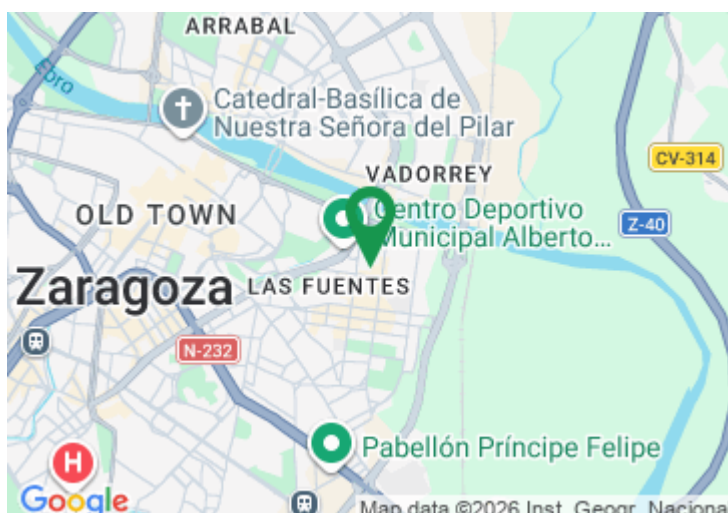 ARRABAL
Ebro
Catedral-Basílica de
Nuestra Señora del Pilar
CV-314
VADORREY
OLD TOWN
Centro Deportivo
Municipal Alberto...
Z-40
Zaragoza
LAS FUENTES
N-232
Pabellón Príncipe Felipe
H
Google
Map data ©2026 Inst. Geogr. Naciona